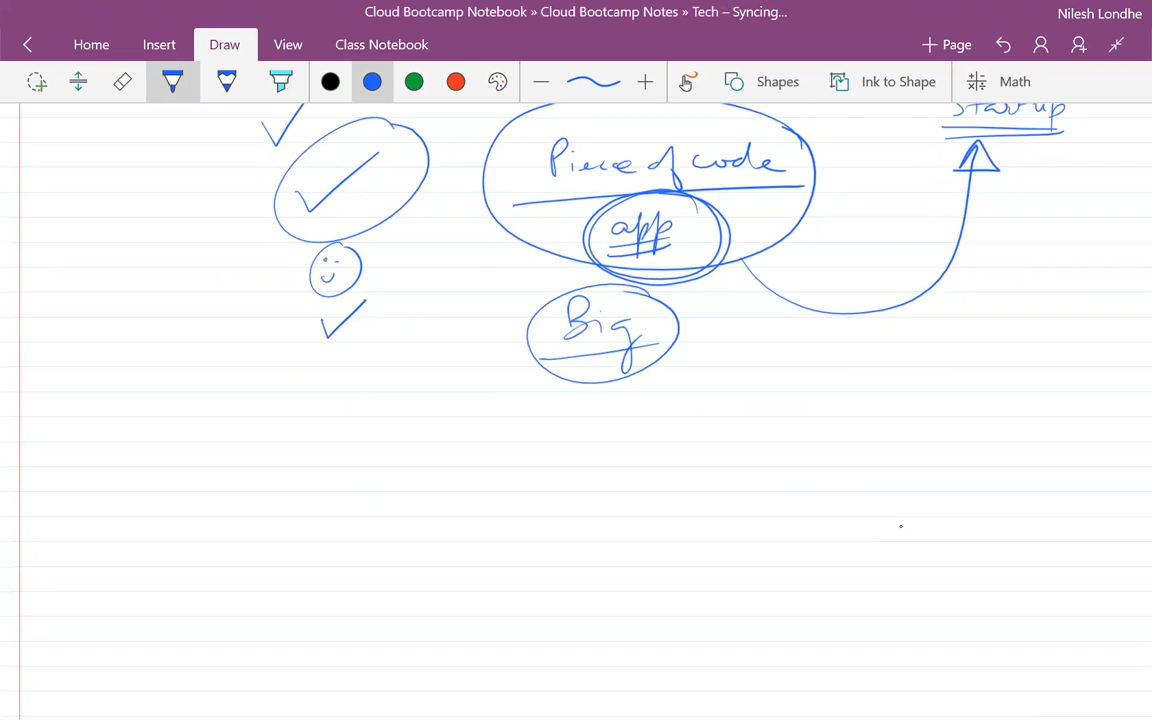 Cloud Bootcamp Notebook » Cloud Bootcamp Notes » Tech – Syncing...
Nilesh Londhe
Home Insert Draw View Class Notebook
Page
Shapes Ink to Shape Math
Startup
Piece of code
app
Big